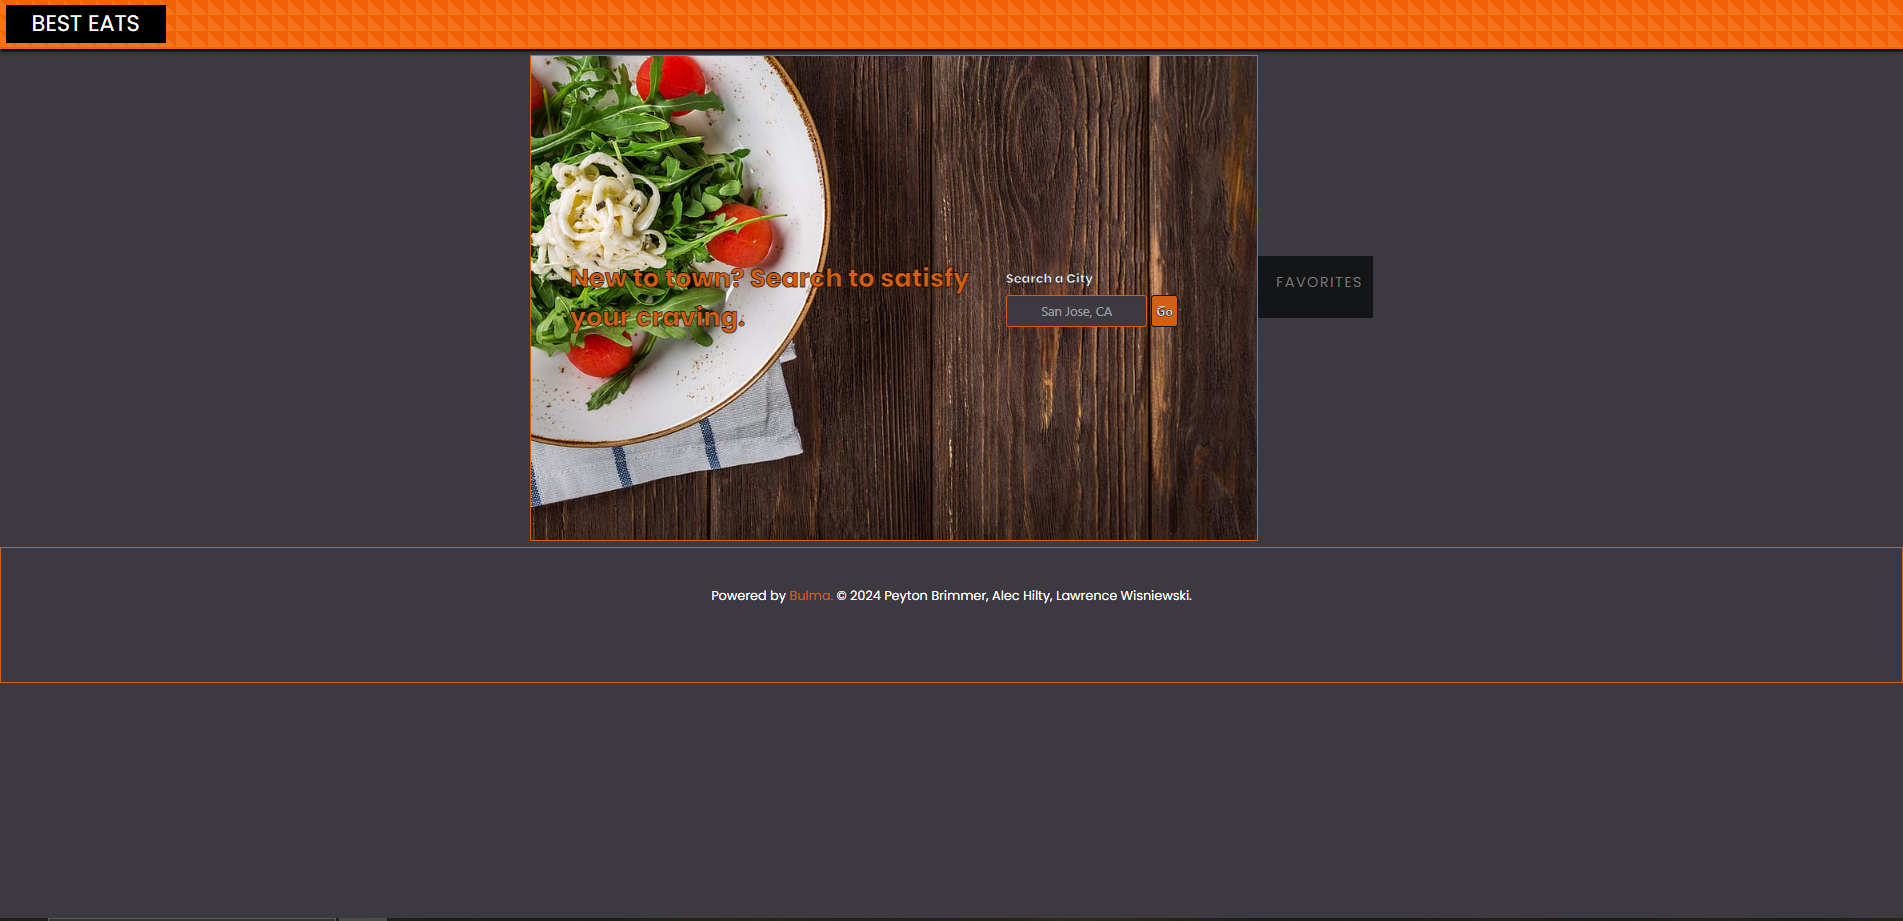 BEST EATS
New to town? Search to satisfy
your craving.
Search a City
San Jose, CA
Go
FAVORITES
Powered by Bulma. © 2024 Peyton Brimmer, Alec Hilty, Lawrence Wisniewski.